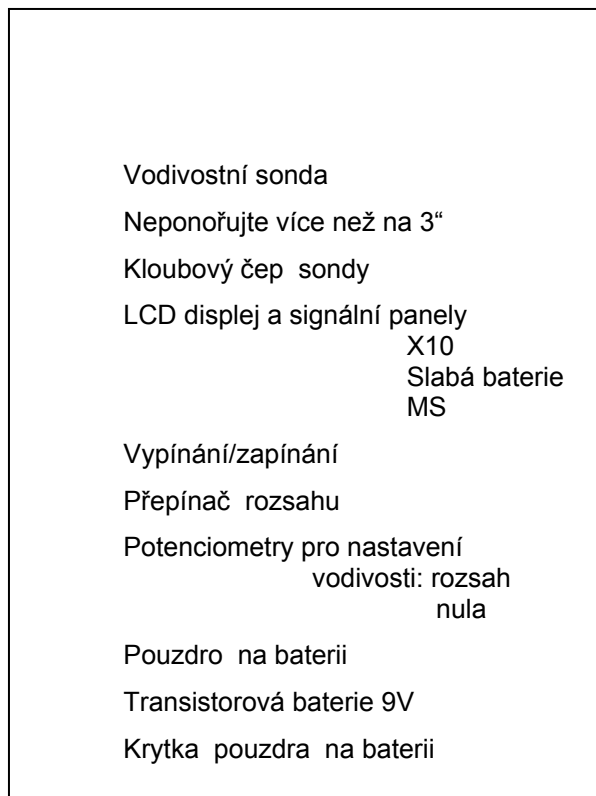 Vodivostní sonda
Neponořujte více než na 3“
Kloubový čep sondy
LCD displej a signální panely
X10
Slabá baterie
MS
Vypínání/zapínání
Přepínač rozsahu
Potenciometry pro nastavení
vodivosti: rozsah
nula
Pouzdro na baterii
Transistorová baterie 9V
Krytka pouzdra na baterii